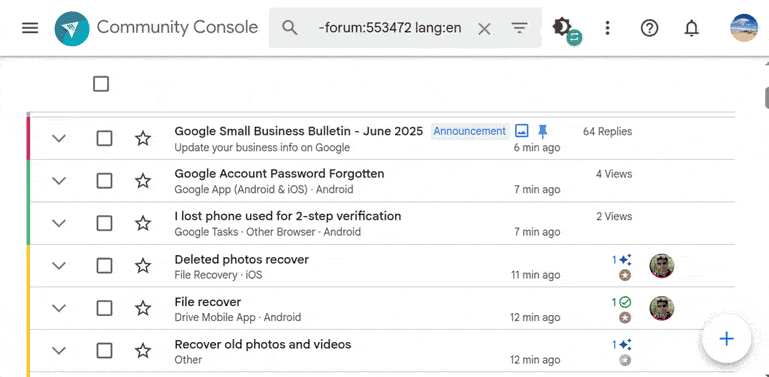 Community Console
-forum:553472 lang:en
Google Small Business Bulletin - June 2025 Announcement
64 Replies
Update your business info on Google
6 min ago
Google Account Password Forgotten
4 Views
Google App (Android & iOS) · Android
7 min ago
I lost phone used for 2-step verification
2 Views
Google Tasks · Other Browser · Android
7 min ago
Deleted photos recover
1
File Recovery · iOS
11 min ago
File recover
1
Drive Mobile App · Android
12 min ago
Recover old photos and videos
1
Other
12 min ago